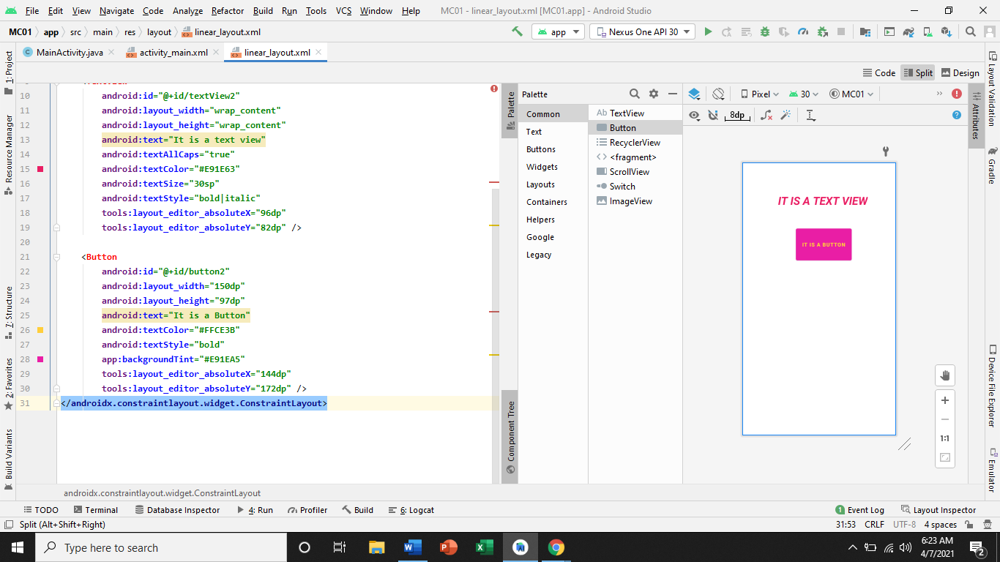 File Edit View Navigate Code Analyze Refactor Build Run Tools VCS Window Help MC01 - linear_layout.xml [MC01.app] - Android Studio
MC01 app src main res layout linear_layout.xml app Nexus One API 30
MainActivity.java activity_main.xml linear_layout.xml
Code Split Design
1: Project
Resource Manager
7: Structure
2: Favorites
Build Variants
10 android:id="@+id/textView2"
11 android:layout_width="wrap_content"
12 android:layout_height="wrap_content"
13 android:text="It is a text view"
14 android:textAllCaps="true"
15 android:textColor="#E91E63"
16 android:textSize="30sp"
17 android:textStyle="bold|italic"
18 tools:layout_editor_absoluteX="96dp"
19 tools:layout_editor_absoluteY="82dp" />
20
21 <Button
22 android:id="@+id/button2"
23 android:layout_width="150dp"
24 android:layout_height="97dp"
25 android:text="It is a Button"
26 android:textColor="#FFCE3B"
27 android:textStyle="bold"
28 app:backgroundTint="#E91EA5"
29 tools:layout_editor_absoluteX="144dp"
30 tools:layout_editor_absoluteY="172dp" />
31 </androidx.constraintlayout.widget.ConstraintLayout>
androidx.constraintlayout.widget.ConstraintLayout
Palette
Component Tree
Palette
Common
Text
Buttons
Widgets
Layouts
Containers
Helpers
Google
Legacy
Ab TextView
Button
RecyclerView
<fragment>
ScrollView
Switch
ImageView
Pixel 30 MC01
8dp
IT IS A TEXT VIEW
IT IS A BUTTON
1:1
Attributes
Layout Validation
Gradle
Device File Explorer
Emulator
TODO Terminal Database Inspector 4: Run Profiler Build 6: Logcat 1 Event Log Layout Inspector
Split (Alt+Shift+Right) 31:53 CRLF UTF-8 4 spaces
Type here to search 6:23 AM
4/7/2021 2